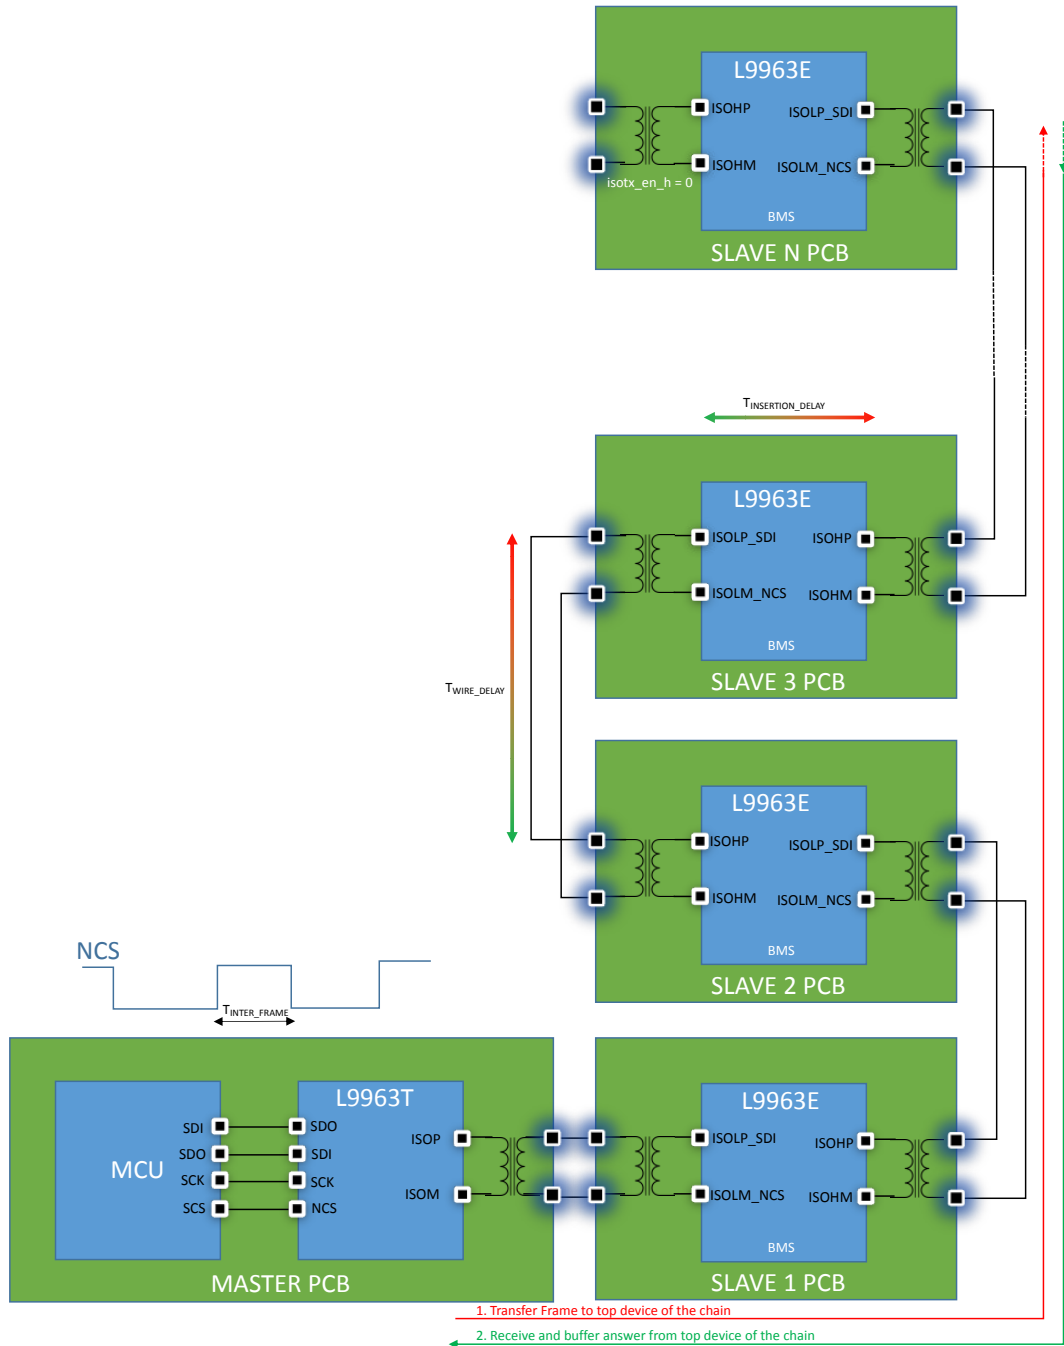 L9963E
ISOHP
ISOLP_SDI
ISOHM
ISOLM_NCS
isotx_en_h = 0
BMS
SLAVE N PCB
TINSERTION_DELAY
L9963E
ISOLP_SDI
ISOHP
ISOLM_NCS
ISOHM
BMS
SLAVE 3 PCB
TWIRE_DELAY
L9963E
ISOHP
ISOLP_SDI
ISOHM
ISOLM_NCS
BMS
SLAVE 2 PCB
NCS
TINTER_FRAME
MCU
SDI
SDO
SCK
SCS
L9963T
SDO
SDI
SCK
NCS
ISOP
ISOM
MASTER PCB
L9963E
ISOLP_SDI
ISOHP
ISOLM_NCS
ISOHM
BMS
SLAVE 1 PCB
1. Transfer Frame to top device of the chain
2. Receive and buffer answer from top device of the chain